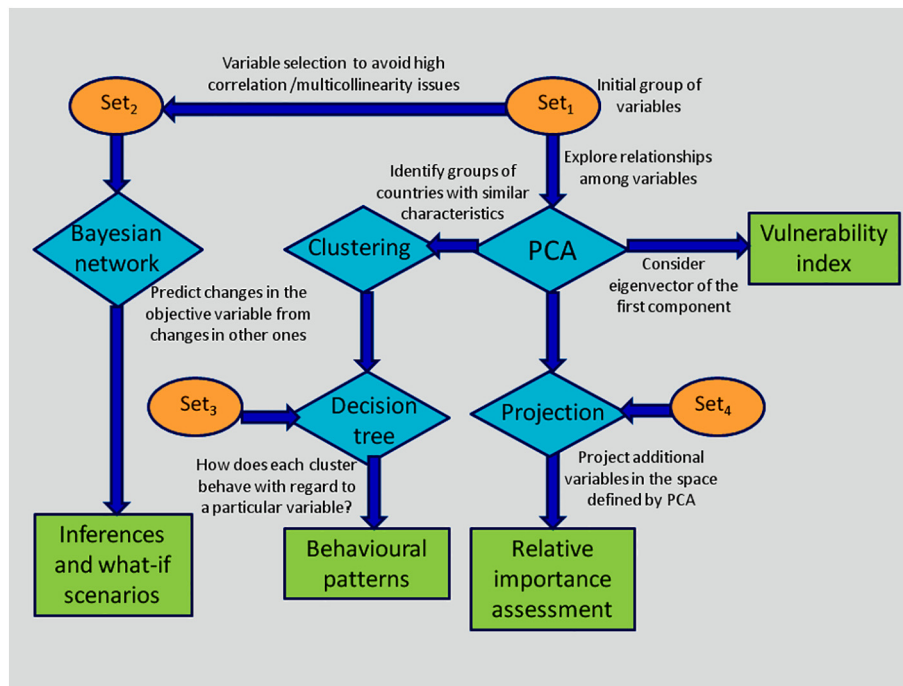 Variable selection to avoid high
correlation /multicollinearity issues
Set2
Set1
Initial group of
variables
Identify groups of
countries with similar
characteristics
Explore relationships
among variables
Bayesian
network
Clustering
PCA
Vulnerability
index
Consider
eigenvector of the
first component
Predict changes in the
objective variable from
changes in other ones
Set3
Decision
tree
Projection
Set4
How does each cluster
behave with regard to
a particular variable?
Project additional
variables in the space
defined by PCA
Inferences
and what-if
scenarios
Behavioural
patterns
Relative
importance
assessment